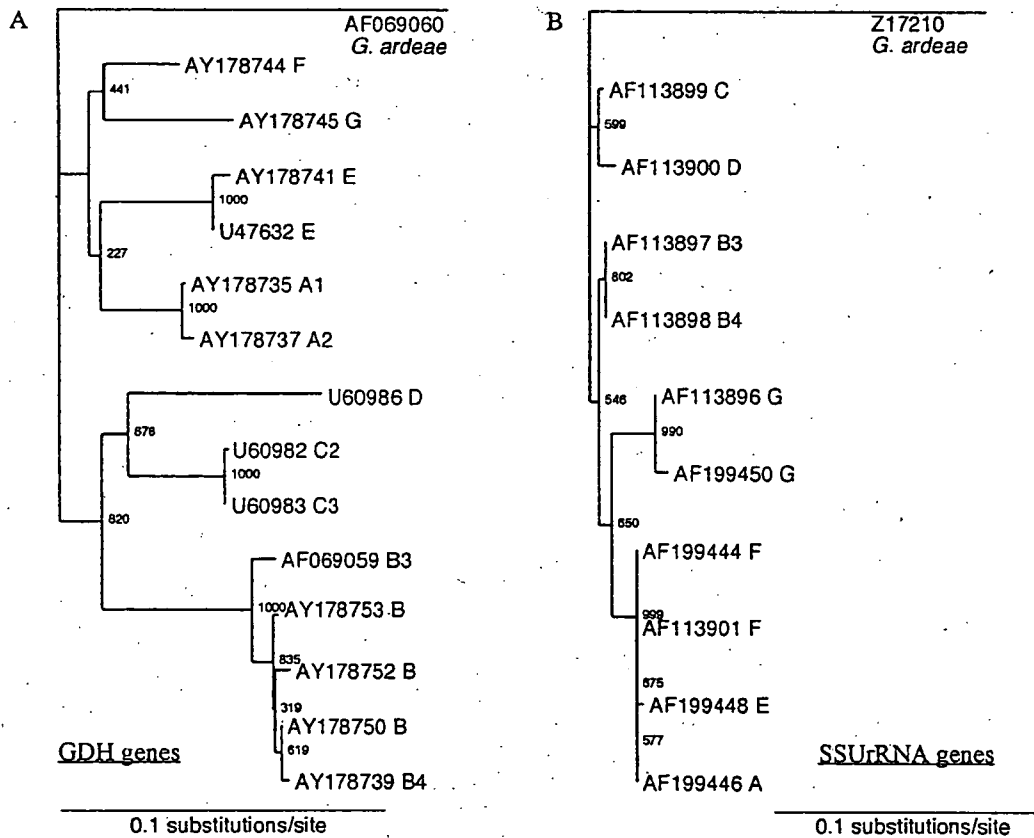 A
AF069060
G. ardeae
AY178744 F
441
AY178745 G
AY178741 E
1000
U47632 E
227
AY178735 A1
1000
AY178737 A2
U60986 D
876
U60982 C2
1000
U60983 C3
820
AF069059 B3
1000
AY178753 B
835
AY178752 B
319
AY178750 B
619
AY178739 B4
GDH genes
0.1 substitutions/site
B
Z17210
G. ardeae
AF113899 C
599
AF113900 D
AF113897 B3
802
AF113898 B4
546
AF113896 G
990
AF199450 G
650
AF199444 F
999
AF113901 F
675
AF199448 E
577
AF199446 A
SSUrRNA genes
0.1 substitutions/site